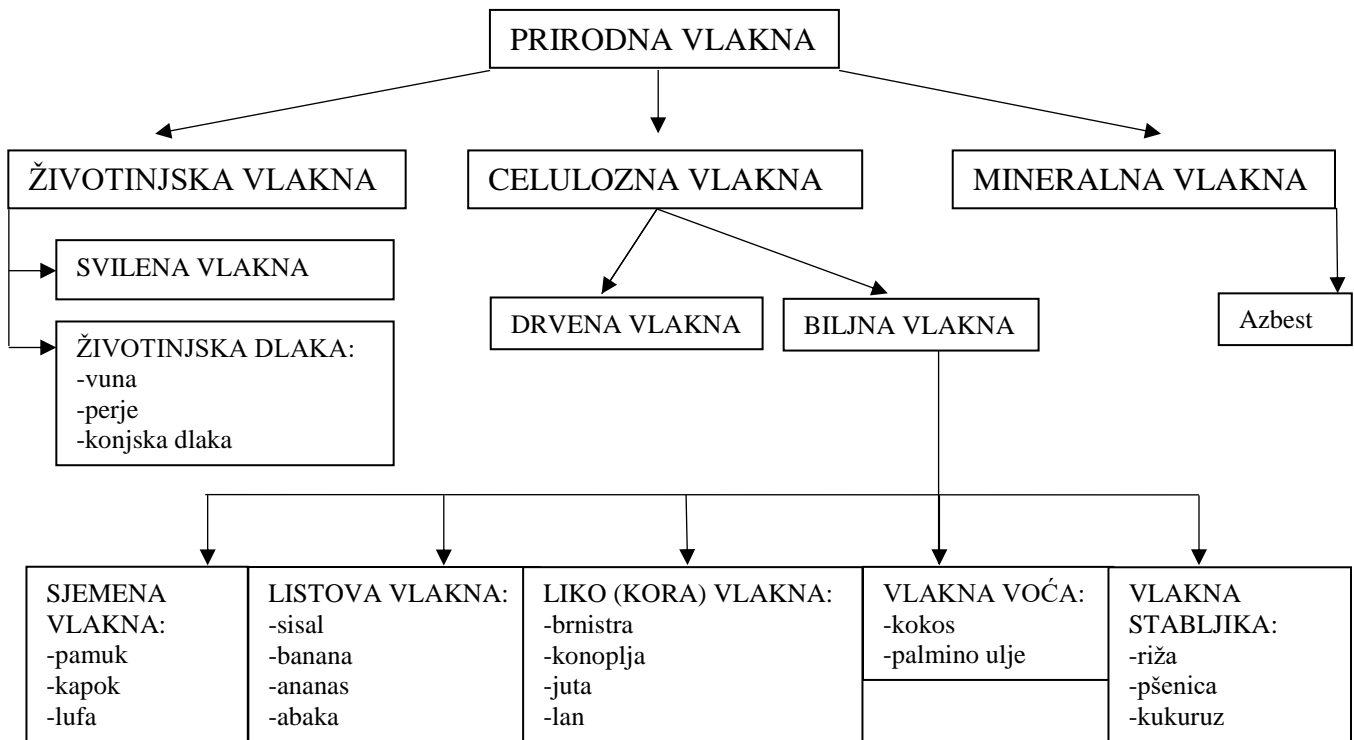 PRIRODNA VLAKNA
ŽIVOTINJSKA VLAKNA
CELULOZNA VLAKNA
MINERALNA VLAKNA
SVILENA VLAKNA
ŽIVOTINJSKA DLAKA:
-vuna
-perje
-konjska dlaka
DRVENA VLAKNA
BILJNA VLAKNA
Azbest
SJEMENA
VLAKNA:
-pamuk
-kapok
-lufa
LISTOVA VLAKNA:
-sisal
-banana
-ananas
-abaka
LIKO (KORA) VLAKNA:
-brnistra
-konoplja
-juta
-lan
VLAKNA VOĆA:
-kokos
-palmino ulje
VLAKNA
STABLJIKA:
-riža
-pšenica
-kukuruz